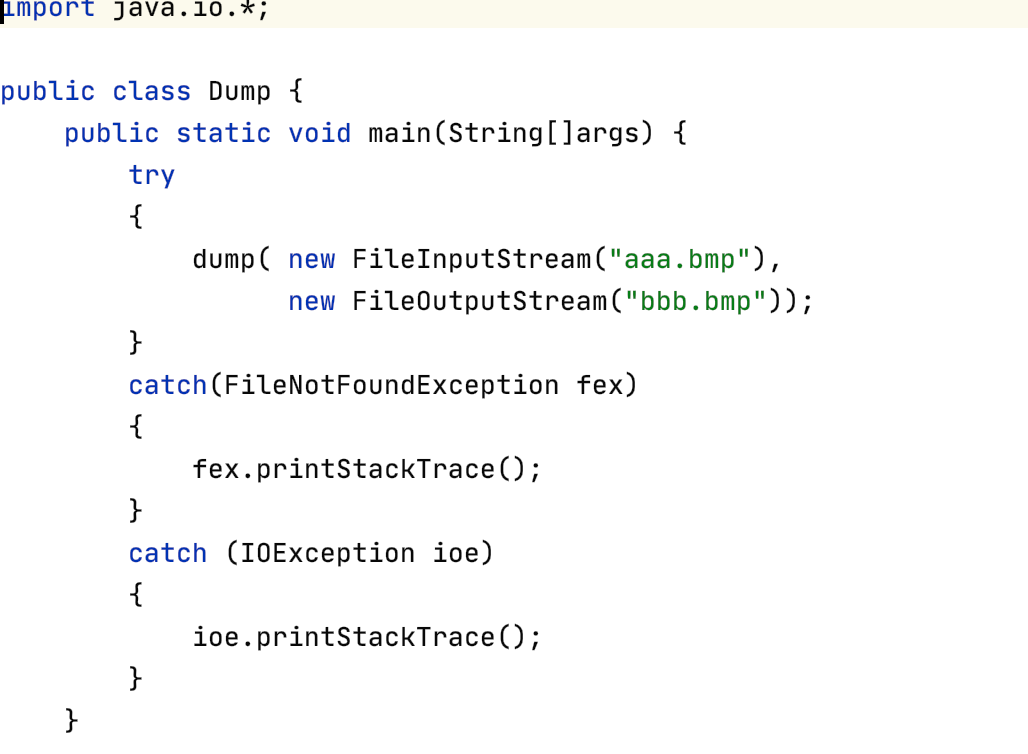 import java.io.*;
public class Dump {
public static void main(String[]args) {
try
{
dump( new FileInputStream("aaa.bmp"),
new FileOutputStream("bbb.bmp"));
}
catch(FileNotFoundException fex)
{
fex.printStackTrace();
}
catch (IOException ioe)
{
ioe.printStackTrace();
}
}